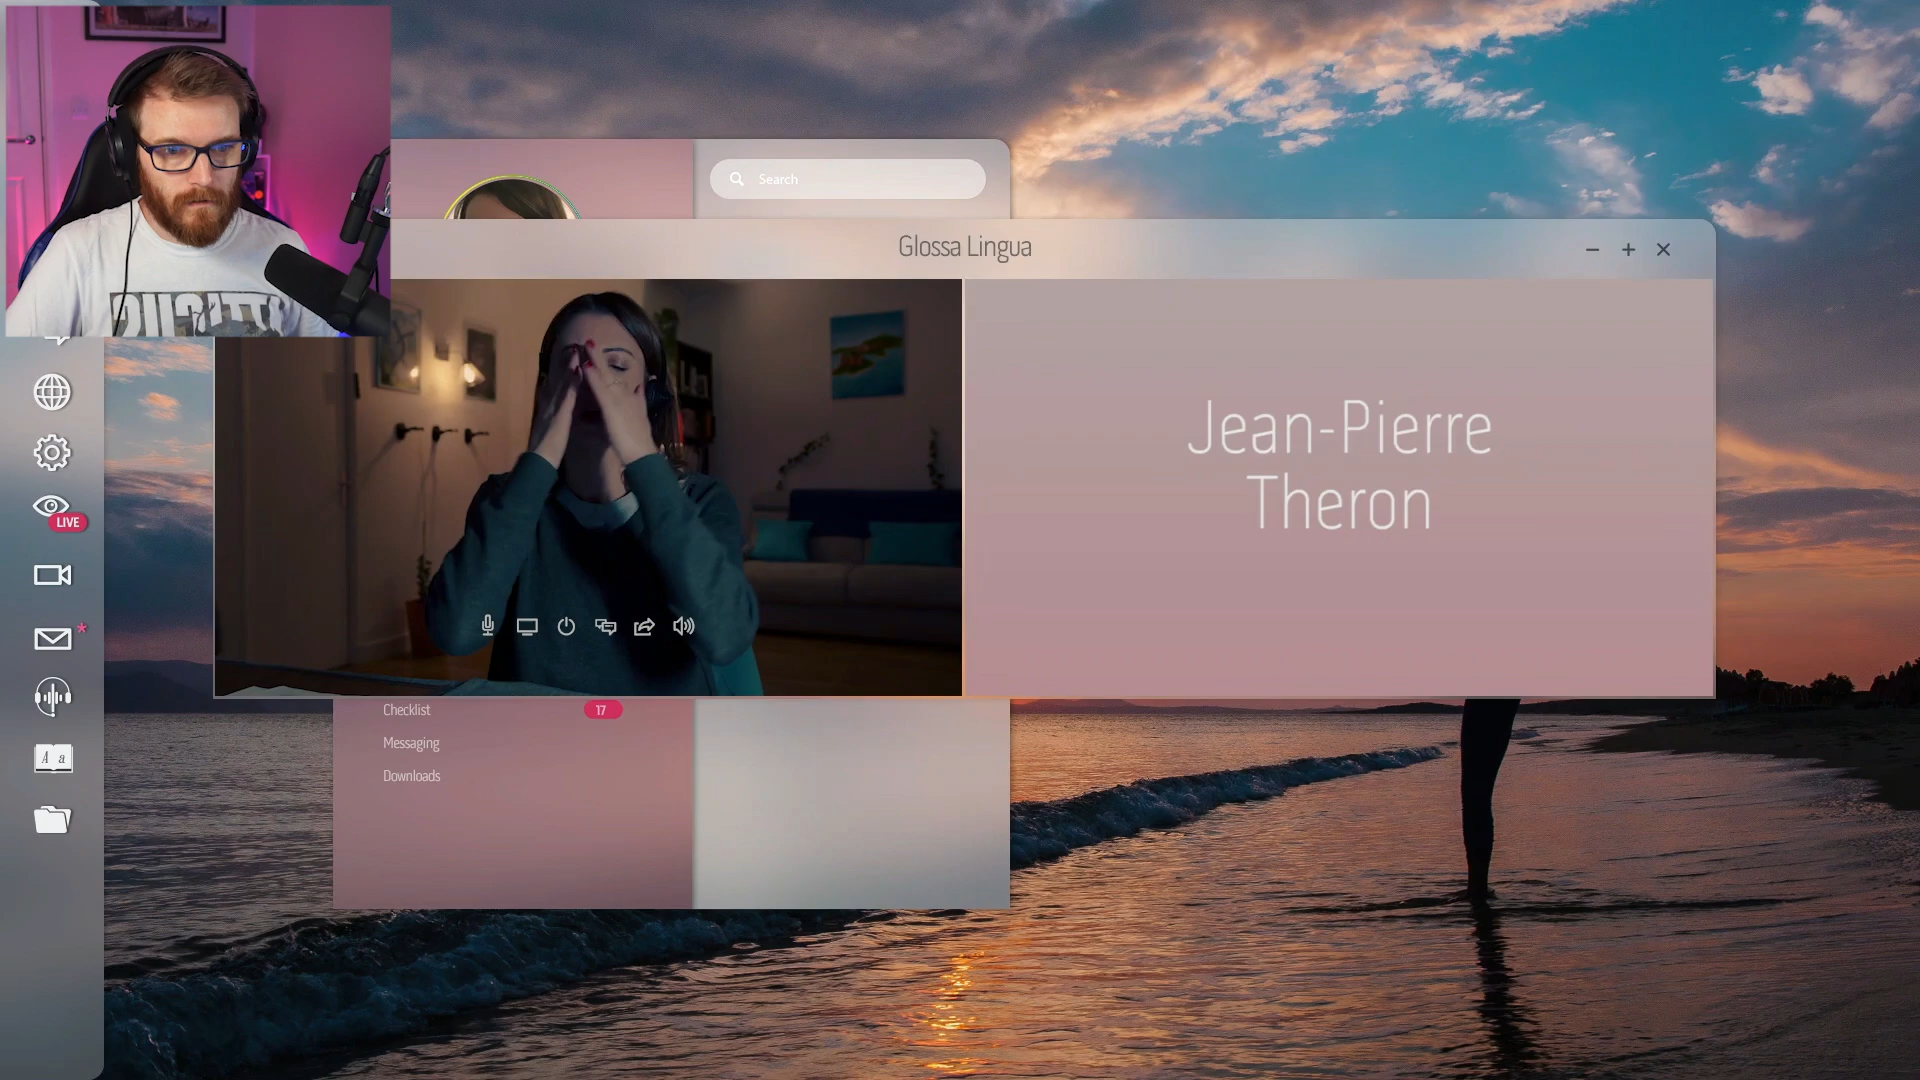 Search
Glossa Lingua
Jean-Pierre
Theron
LIVE
Checklist
17
Messaging
Downloads
A a